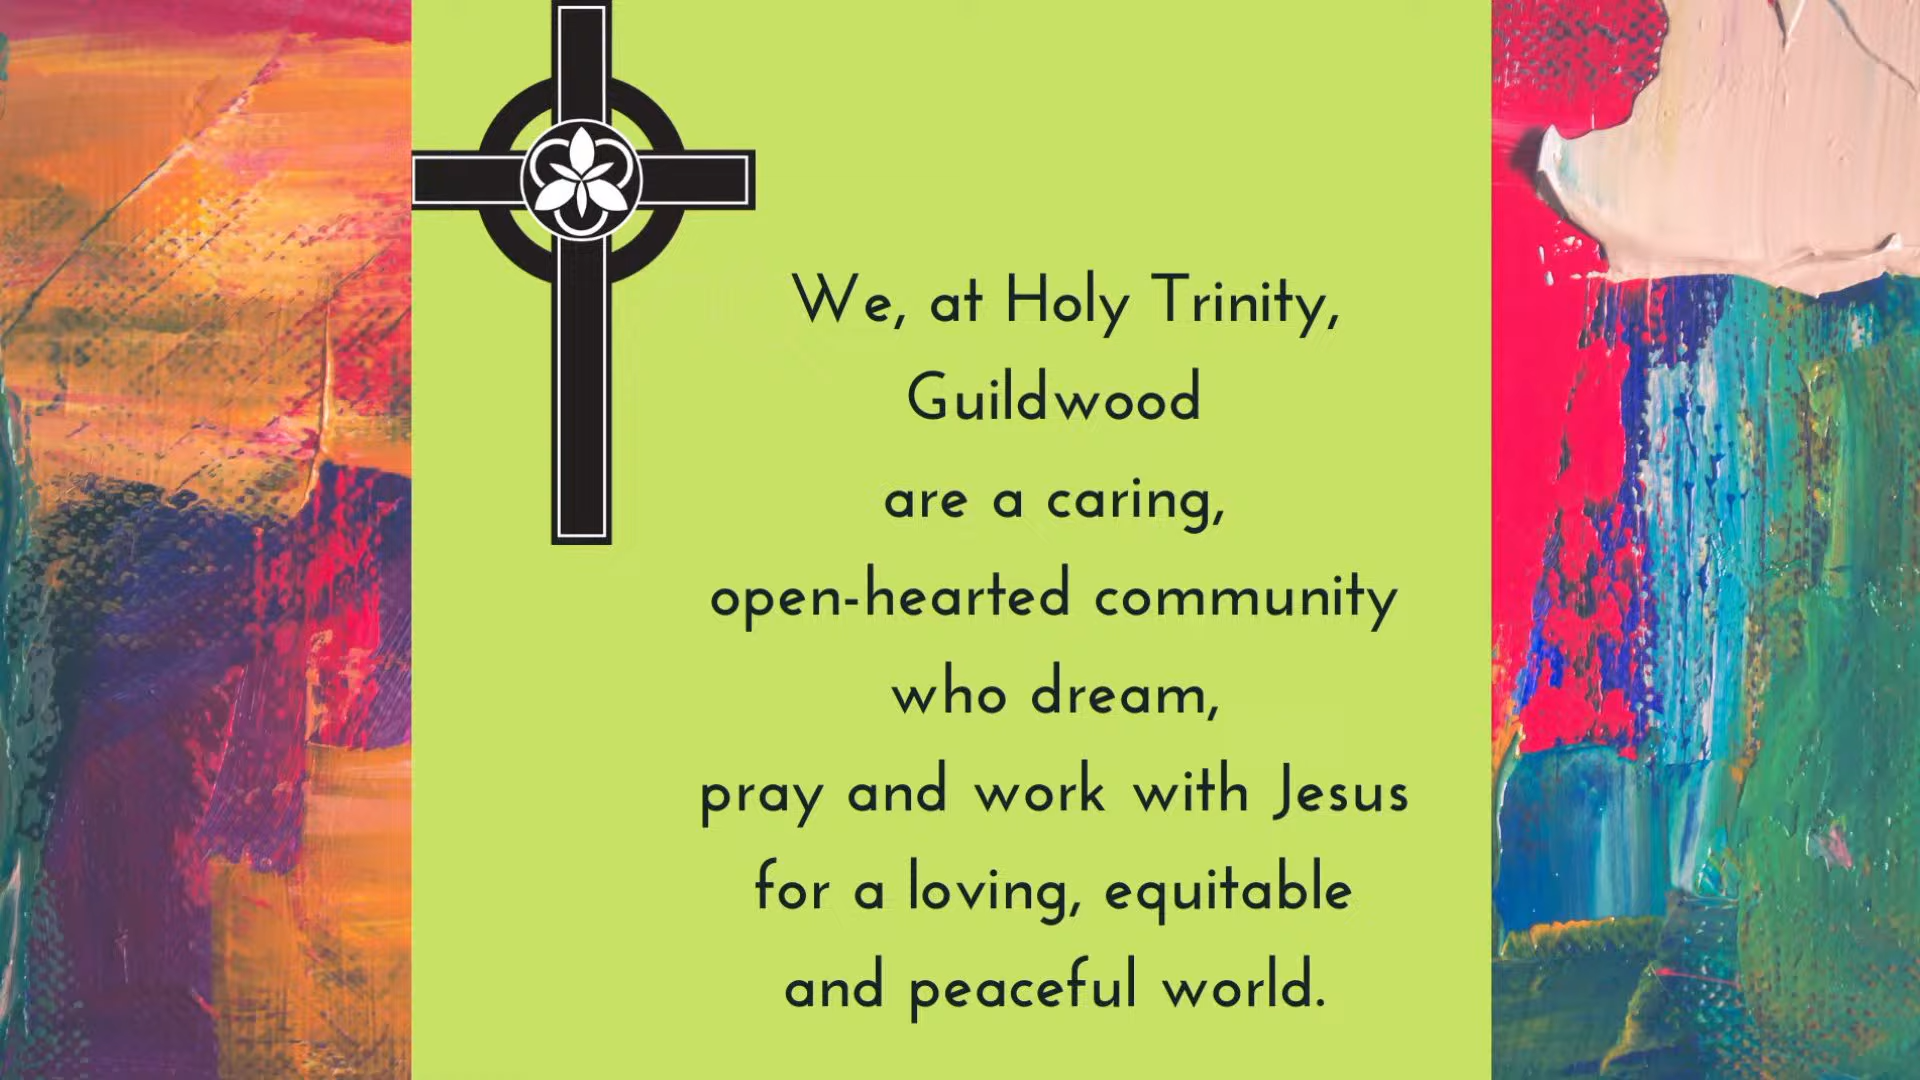 We, at Holy Trinity,
Guildwood
are a caring,
open-hearted community
who dream,
pray and work with Jesus
for a loving, equitable
and peaceful world.